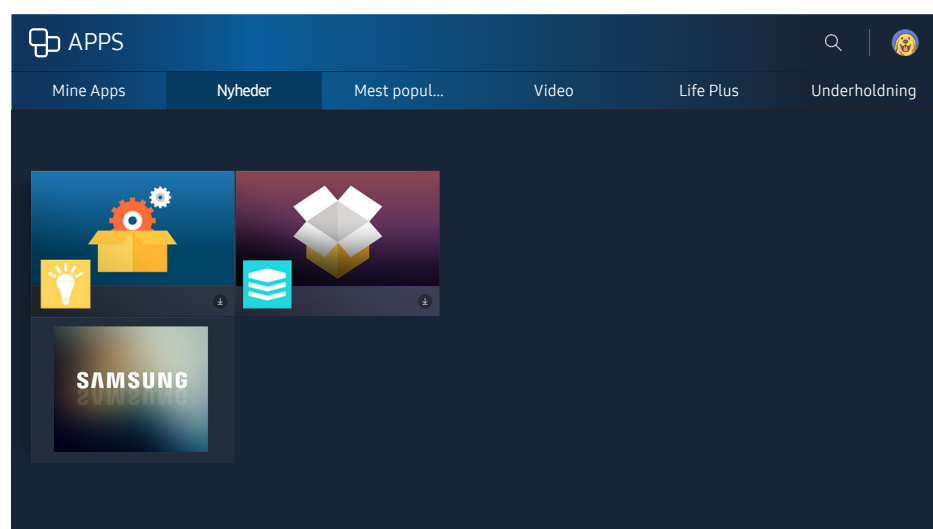 APPS
Mine Apps Nyheder Mest popul... Video Life Plus Underholdning
SAMSUNG